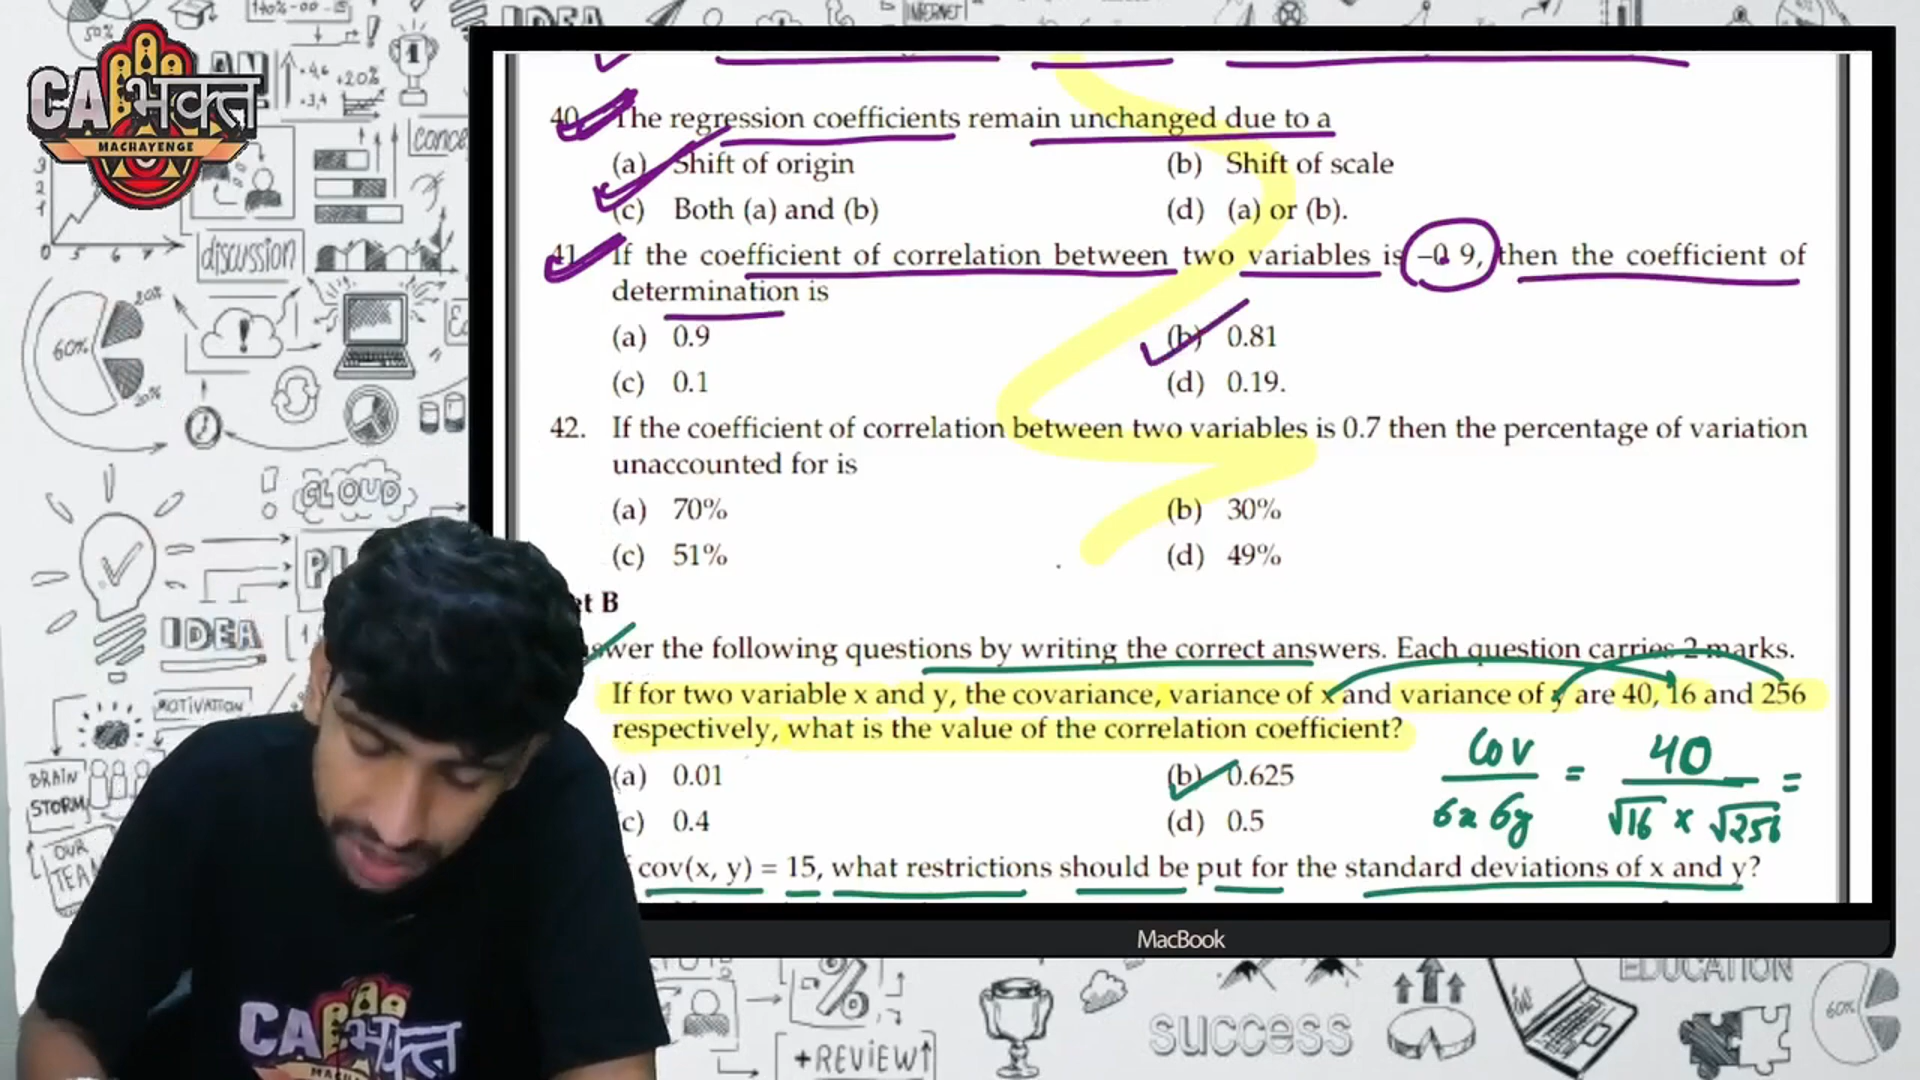 CA भक्त
MACHAYENGE
40. The regression coefficients remain unchanged due to a
(a) Shift of origin (b) Shift of scale
(c) Both (a) and (b) (d) (a) or (b).
41. If the coefficient of correlation between two variables is –0 9, then the coefficient of
determination is
(a) 0.9 (b) 0.81
(c) 0.1 (d) 0.19.
42. If the coefficient of correlation between two variables is 0.7 then the percentage of variation
unaccounted for is
(a) 70% (b) 30%
(c) 51% (d) 49%
B
the following questions by writing the correct answers. Each question carries 2 marks.
If for two variable x and y, the covariance, variance of x and variance of y are 40, 16 and 256
respectively, what is the value of the correlation coefficient?
(a) 0.01 (b) 0.625
c) 0.4 (d) 0.5
Cov = 40 =
σx σy √16 × √256
cov(x, y) = 15, what restrictions should be put for the standard deviations of x and y?
MacBook
IDEA
INTERNET
discussion
60%
20%
CLOUD
IDEA
MOTIVATION
BRAIN
STORM
OUR
TEAM
EDUCATION
SUCCESS
+REVIEW
60%
CA भक्त